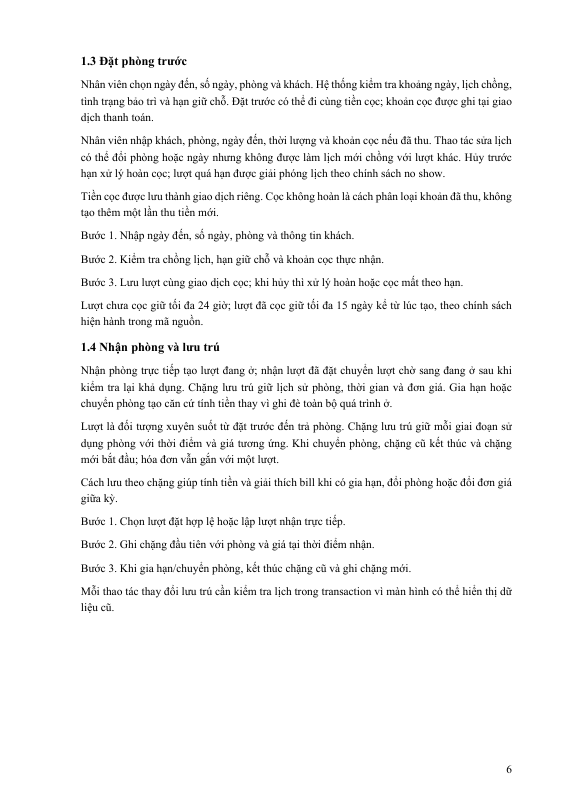 1.3 Đặt phòng trước
Nhân viên chọn ngày đến, số ngày, phòng và khách. Hệ thống kiểm tra khoảng ngày, lịch chồng,
tình trạng bảo trì và hạn giữ chỗ. Đặt trước có thể đi cùng tiền cọc; khoản cọc được ghi tại giao
dịch thanh toán.
Nhân viên nhập khách, phòng, ngày đến, thời lượng và khoản cọc nếu đã thu. Thao tác sửa lịch
có thể đổi phòng hoặc ngày nhưng không được làm lịch mới chồng với lượt khác. Hủy trước
hạn xử lý hoàn cọc; lượt quá hạn được giải phóng lịch theo chính sách no show.
Tiền cọc được lưu thành giao dịch riêng. Cọc không hoàn là cách phân loại khoản đã thu, không
tạo thêm một lần thu tiền mới.
Bước 1. Nhập ngày đến, số ngày, phòng và thông tin khách.
Bước 2. Kiểm tra chồng lịch, hạn giữ chỗ và khoản cọc thực nhận.
Bước 3. Lưu lượt cùng giao dịch cọc; khi hủy thì xử lý hoàn hoặc cọc mất theo hạn.
Lượt chưa cọc giữ tối đa 24 giờ; lượt đã cọc giữ tối đa 15 ngày kể từ lúc tạo, theo chính sách
hiện hành trong mã nguồn.
1.4 Nhận phòng và lưu trú
Nhận phòng trực tiếp tạo lượt đang ở; nhận lượt đã đặt chuyển lượt chờ sang đang ở sau khi
kiểm tra lại khả dụng. Chặng lưu trú giữ lịch sử phòng, thời gian và đơn giá. Gia hạn hoặc
chuyển phòng tạo căn cứ tính tiền thay vì ghi đè toàn bộ quá trình ở.
Lượt là đối tượng xuyên suốt từ đặt trước đến trả phòng. Chặng lưu trú giữ mỗi giai đoạn sử
dụng phòng với thời điểm và giá tương ứng. Khi chuyển phòng, chặng cũ kết thúc và chặng
mới bắt đầu; hóa đơn vẫn gắn với một lượt.
Cách lưu theo chặng giúp tính tiền và giải thích bill khi có gia hạn, đổi phòng hoặc đổi đơn giá
giữa kỳ.
Bước 1. Chọn lượt đặt hợp lệ hoặc lập lượt nhận trực tiếp.
Bước 2. Ghi chặng đầu tiên với phòng và giá tại thời điểm nhận.
Bước 3. Khi gia hạn/chuyển phòng, kết thúc chặng cũ và ghi chặng mới.
Mỗi thao tác thay đổi lưu trú cần kiểm tra lịch trong transaction vì màn hình có thể hiển thị dữ
liệu cũ.
6